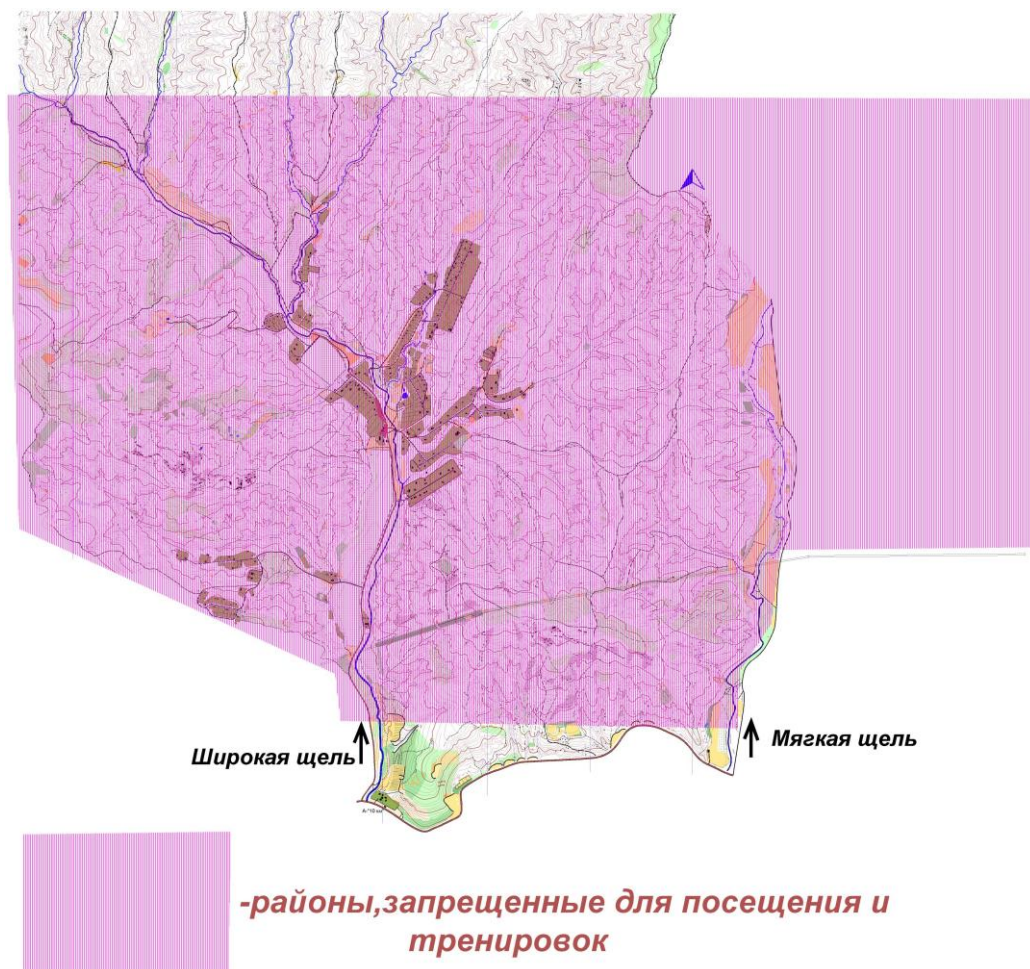 Широкая щель
Мягкая щель
-районы,запрещенные для посещения и
тренировок